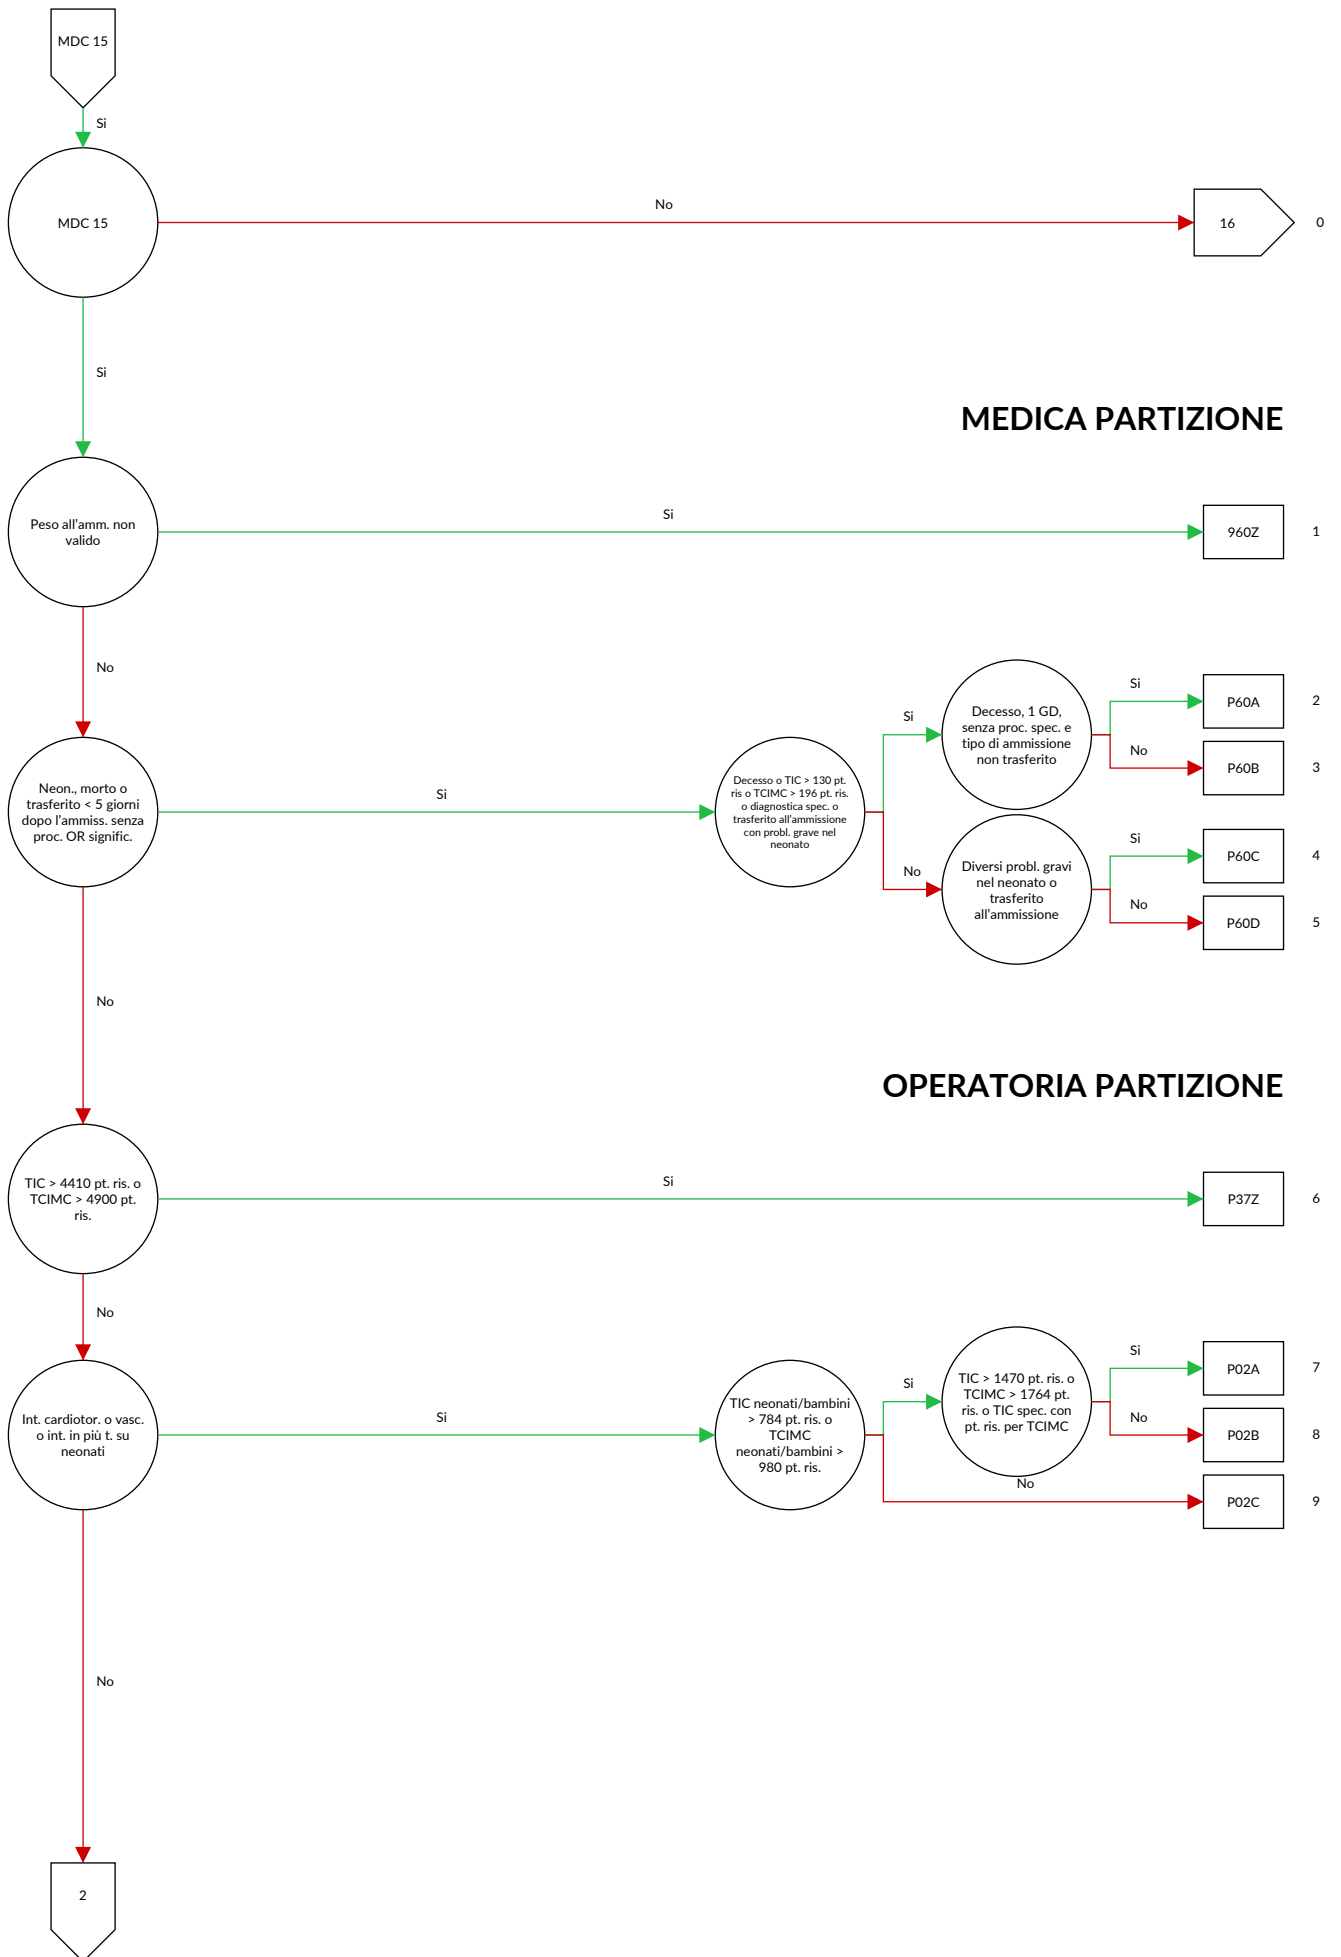 MDC 15
Si
MDC 15
No
16
0
Si
MEDICA PARTIZIONE
Peso all'amm. non
valido
Si
960Z
1
No
Neon., morto o
trasferito < 5 giorni
dopo l'ammiss. senza
proc. OR signific.
Si
Decesso o TIC > 130 pt.
ris o TCIMC > 196 pt. ris.
o diagnostica spec. o
trasferito all'ammissione
con probl. grave nel
neonato
Si
Decesso, 1 GD,
senza proc. spec. e
tipo di ammissione
non trasferito
Si
P60A
2
No
P60B
3
No
Diversi probl. gravi
nel neonato o
trasferito
all'ammissione
Si
P60C
4
No
P60D
5
No
OPERATORIA PARTIZIONE
TIC > 4410 pt. ris. o
TCIMC > 4900 pt.
ris.
Si
P37Z
6
No
Int. cardiotor. o vasc.
o int. in più t. su
neonati
Si
TIC neonati/bambini
> 784 pt. ris. o
TCIMC
neonati/bambini >
980 pt. ris.
Si
TIC > 1470 pt. ris. o
TCIMC > 1764 pt.
ris. o TIC spec. con
pt. ris. per TCIMC
Si
P02A
7
No
P02B
8
No
P02C
9
No
2